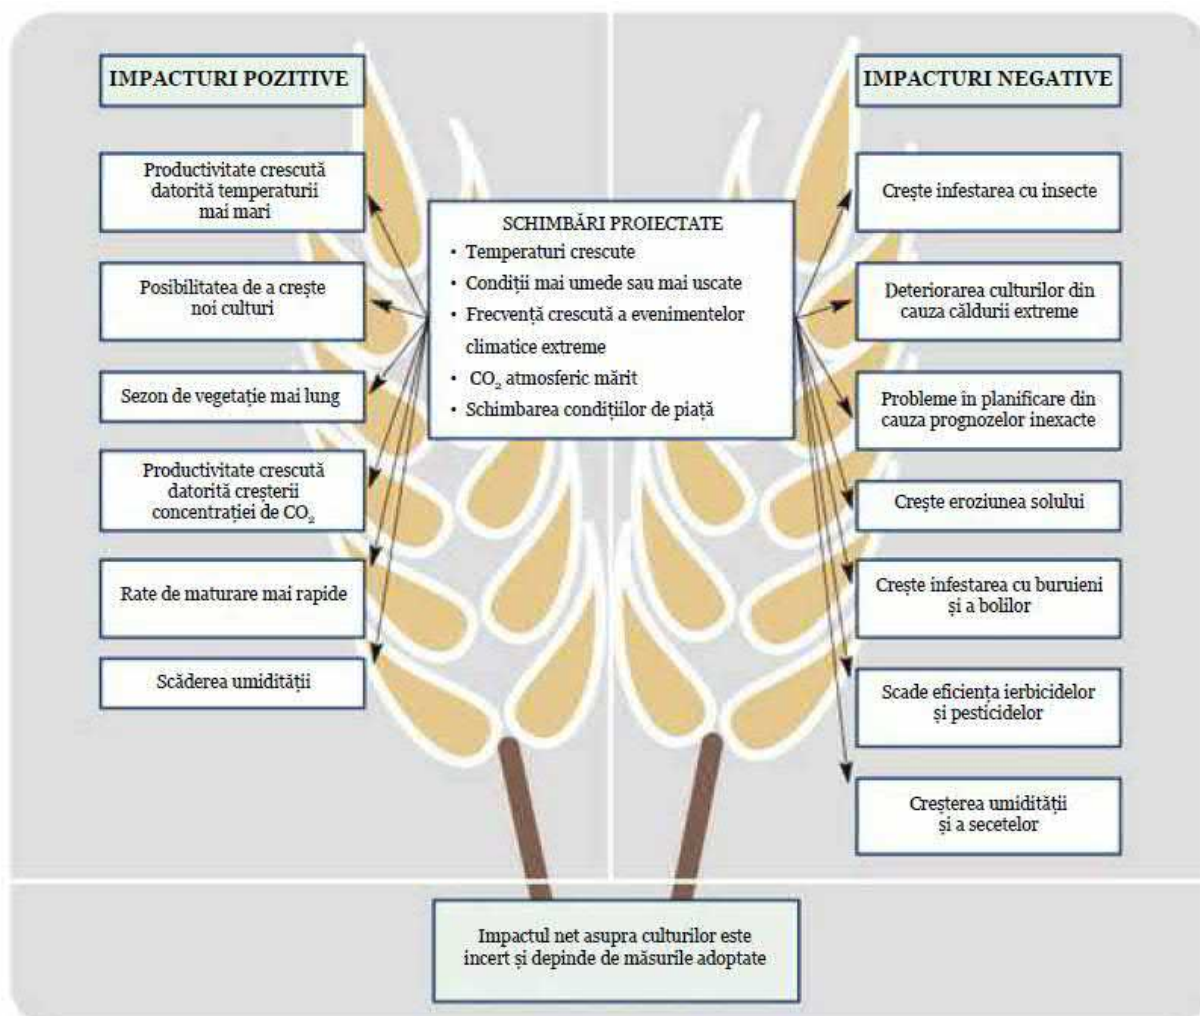 IMPACTURI POZITIVE
Productivitate crescută
datorită temperaturii
mai mari
Posibilitatea de a crește
noi culturi
Sezon de vegetație mai lung
Productivitate crescută
datorită creșterii
concentrației de CO₂
Rate de maturare mai rapide
Scăderea umidității
SCHIMBĂRI PROIECTATE
• Temperaturi crescute
• Condiții mai umede sau mai uscate
• Frecvență crescută a evenimentelor
climatice extreme
• CO₂ atmosferic mărit
• Schimbarea condițiilor de piață
IMPACTURI NEGATIVE
Crește infestarea cu insecte
Deteriorarea culturilor din
cauza căldurii extreme
Probleme în planificare din
cauza prognozelor inexacte
Crește eroziunea solului
Crește infestarea cu buruieni
și a bolilor
Scade eficiența ierbicidelor
și pesticidelor
Creșterea umidității
și a secetelor
Impactul net asupra culturilor este
incert și depinde de măsurile adoptate